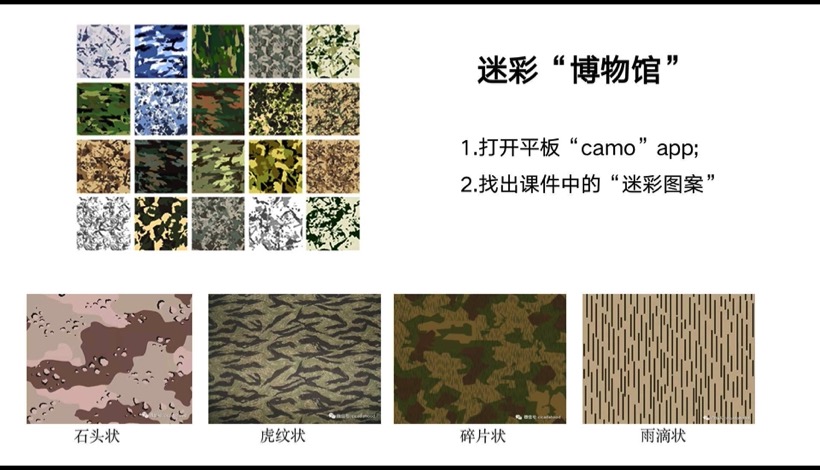 迷彩“博物馆”
1.打开平板“camo”app;
2.找出课件中的“迷彩图案”
石头状
虎纹状
碎片状
雨滴状